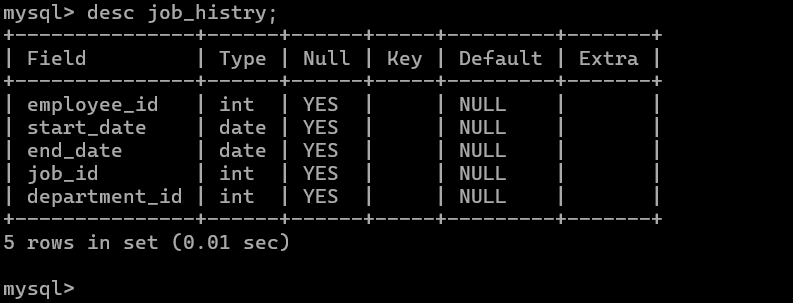 mysql> desc job_histry;
+---------------+------+------+-----+---------+-------+
| Field         | Type | Null | Key | Default | Extra |
+---------------+------+------+-----+---------+-------+
| employee_id   | int  | YES  |     | NULL    |       |
| start_date    | date | YES  |     | NULL    |       |
| end_date      | date | YES  |     | NULL    |       |
| job_id        | int  | YES  |     | NULL    |       |
| department_id | int  | YES  |     | NULL    |       |
+---------------+------+------+-----+---------+-------+
5 rows in set (0.01 sec)
mysql>